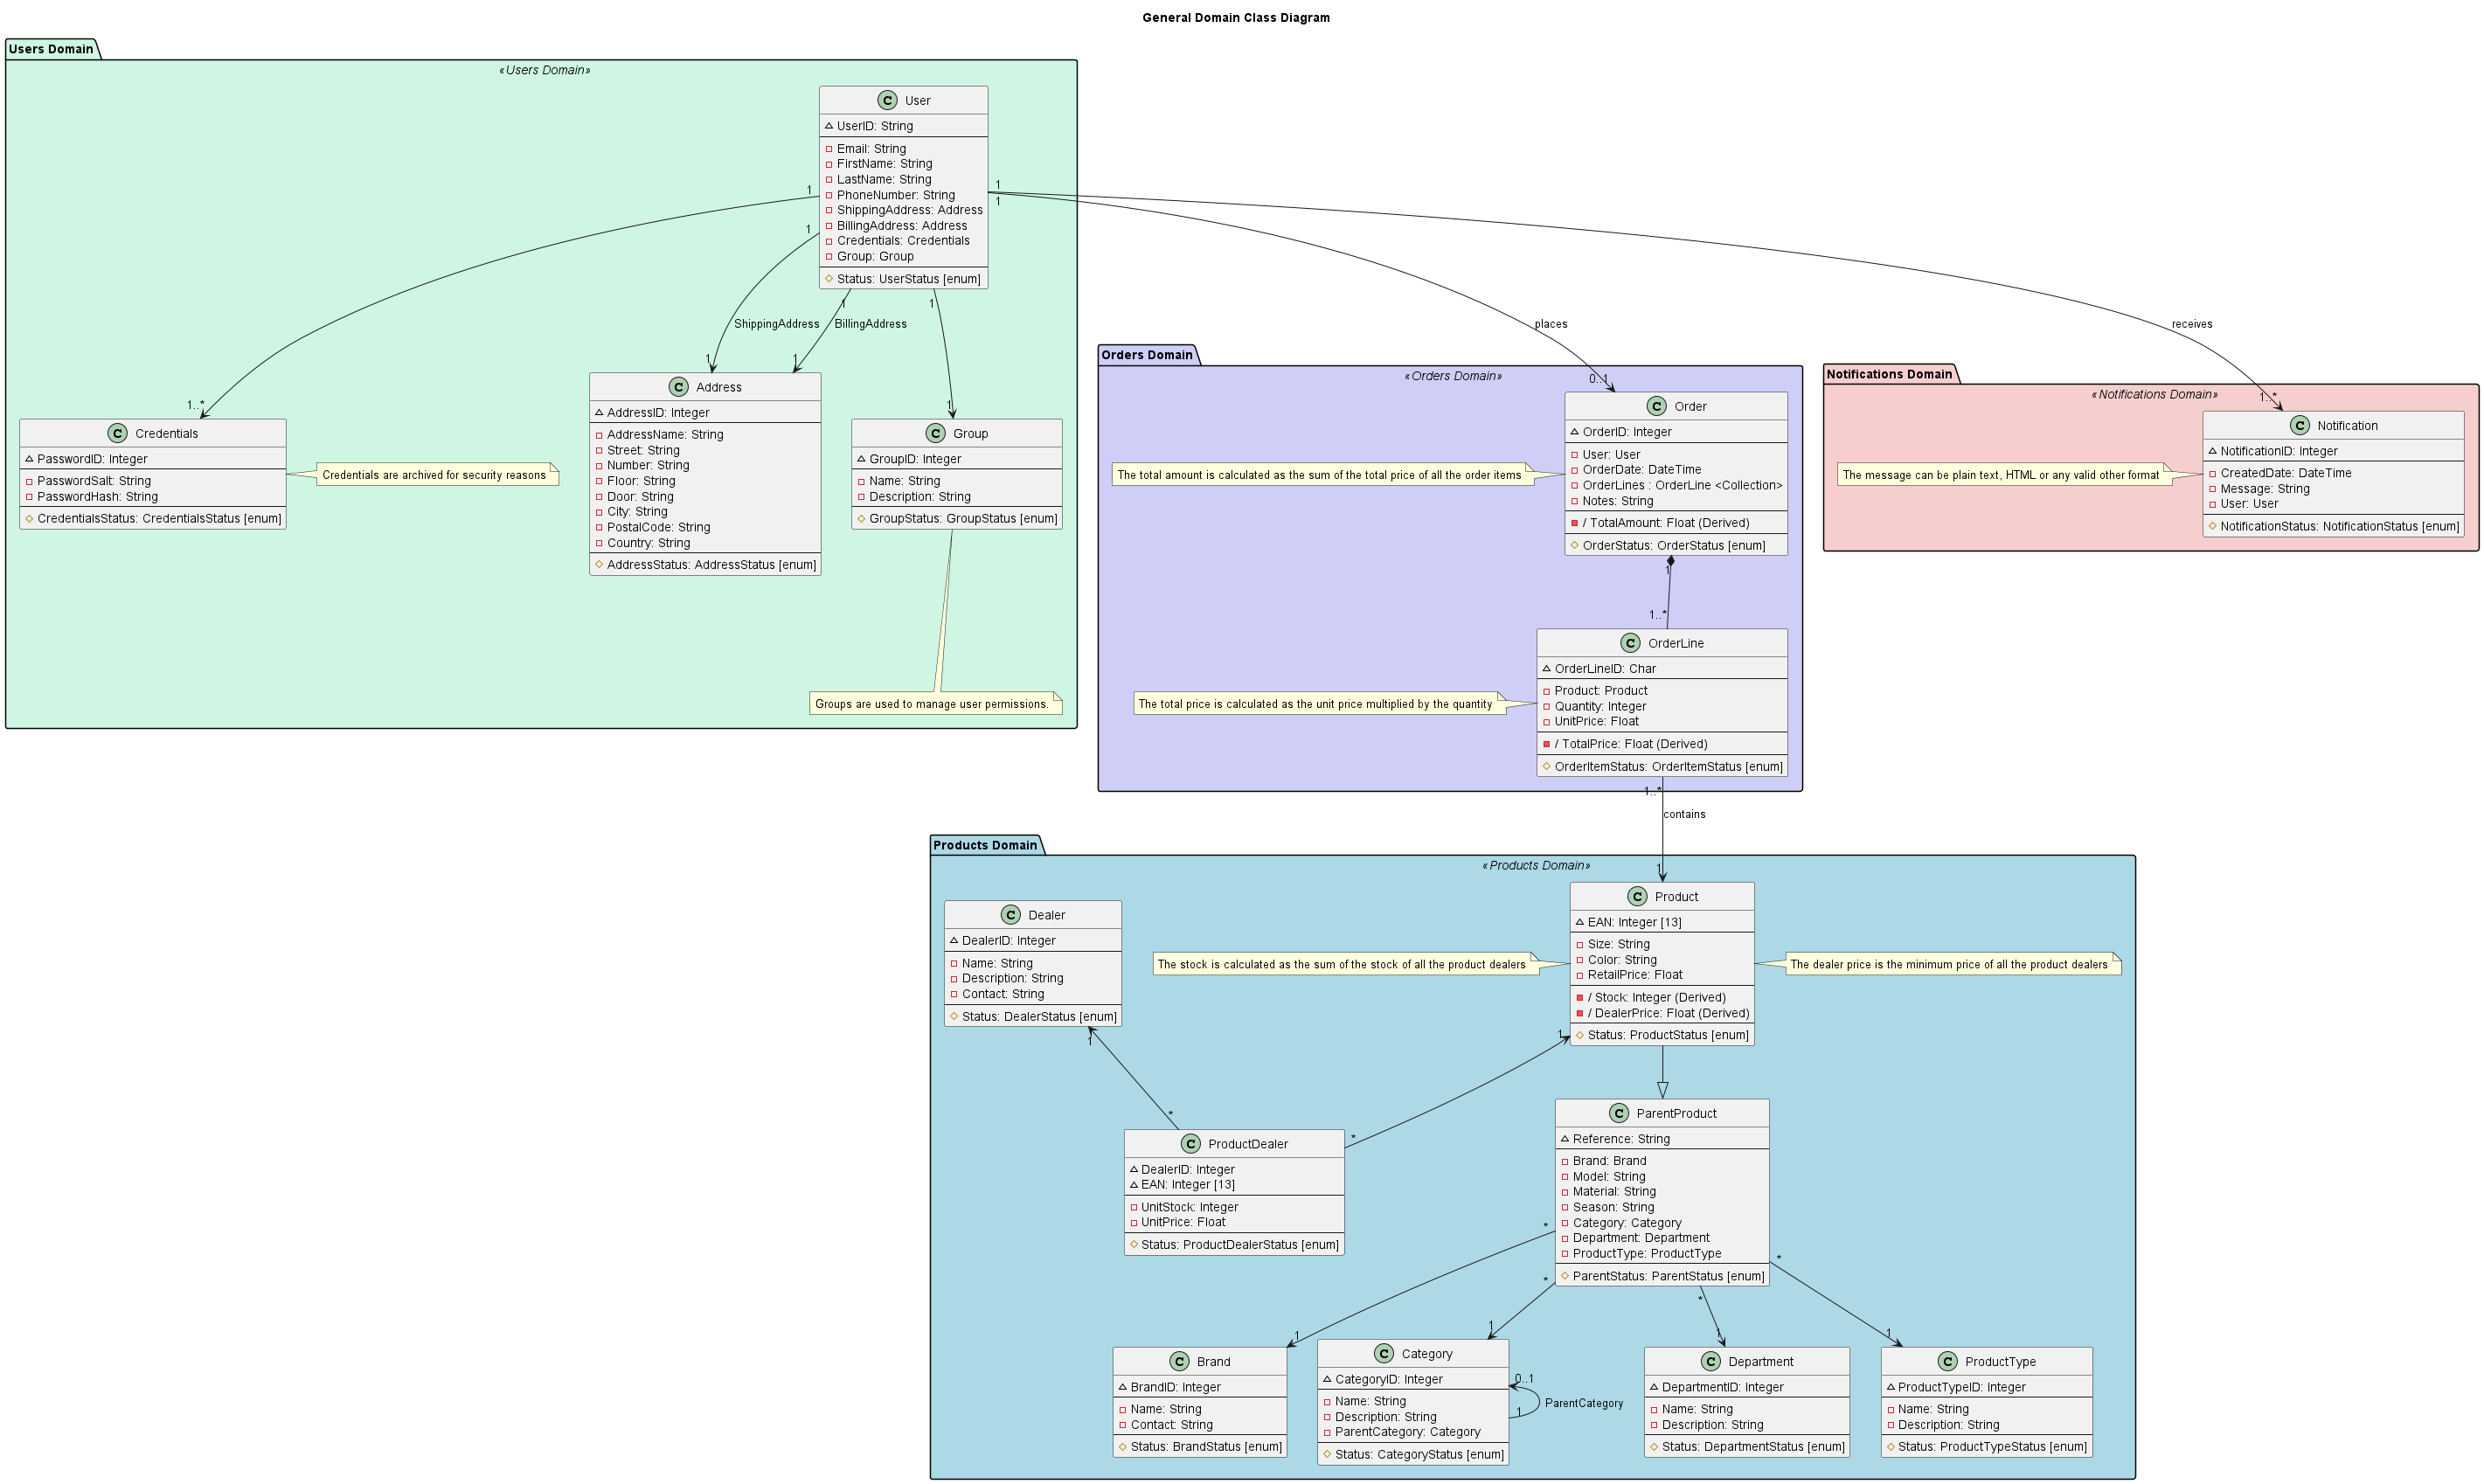 General Domain Class Diagram
Users Domain
«Users Domain»
C User
~ UserID: String
Email: String
FirstName: String
LastName: String
PhoneNumber: String
ShippingAddress: Address
BillingAddress: Address
Credentials: Credentials
Group: Group
Status: UserStatus [enum]
1
1
1
1
1
1
ShippingAddress
BillingAddress
places
receives
1..*
1
1
1
0..1
1..*
C Credentials
~ PasswordID: Integer
PasswordSalt: String
PasswordHash: String
CredentialsStatus: CredentialsStatus [enum]
Credentials are archived for security reasons
C Address
~ AddressID: Integer
AddressName: String
Street: String
Number: String
Floor: String
Door: String
City: String
PostalCode: String
Country: String
AddressStatus: AddressStatus [enum]
C Group
~ GroupID: Integer
Name: String
Description: String
GroupStatus: GroupStatus [enum]
Groups are used to manage user permissions.
Orders Domain
«Orders Domain»
C Order
~ OrderID: Integer
User: User
OrderDate: DateTime
OrderLines : OrderLine <Collection>
Notes: String
/ TotalAmount: Float (Derived)
OrderStatus: OrderStatus [enum]
The total amount is calculated as the sum of the total price of all the order items
1
1..*
C OrderLine
~ OrderLineID: Char
Product: Product
Quantity: Integer
UnitPrice: Float
/ TotalPrice: Float (Derived)
OrderItemStatus: OrderItemStatus [enum]
The total price is calculated as the unit price multiplied by the quantity
1..*
contains
1
Notifications Domain
«Notifications Domain»
C Notification
~ NotificationID: Integer
CreatedDate: DateTime
Message: String
User: User
NotificationStatus: NotificationStatus [enum]
The message can be plain text, HTML or any valid other format
Products Domain
«Products Domain»
C Dealer
~ DealerID: Integer
Name: String
Description: String
Contact: String
Status: DealerStatus [enum]
The stock is calculated as the sum of the stock of all the product dealers
C Product
~ EAN: Integer [13]
Size: String
Color: String
RetailPrice: Float
/ Stock: Integer (Derived)
/ DealerPrice: Float (Derived)
Status: ProductStatus [enum]
The dealer price is the minimum price of all the product dealers
1
1
*
*
C ProductDealer
~ DealerID: Integer
~ EAN: Integer [13]
UnitStock: Integer
UnitPrice: Float
Status: ProductDealerStatus [enum]
C ParentProduct
~ Reference: String
Brand: Brand
Model: String
Material: String
Season: String
Category: Category
Department: Department
ProductType: ProductType
ParentStatus: ParentStatus [enum]
*
*
*
*
1
1
1
1
C Brand
~ BrandID: Integer
Name: String
Contact: String
Status: BrandStatus [enum]
C Category
~ CategoryID: Integer
Name: String
Description: String
ParentCategory: Category
Status: CategoryStatus [enum]
0..1
ParentCategory
1
C Department
~ DepartmentID: Integer
Name: String
Description: String
Status: DepartmentStatus [enum]
C ProductType
~ ProductTypeID: Integer
Name: String
Description: String
Status: ProductTypeStatus [enum]